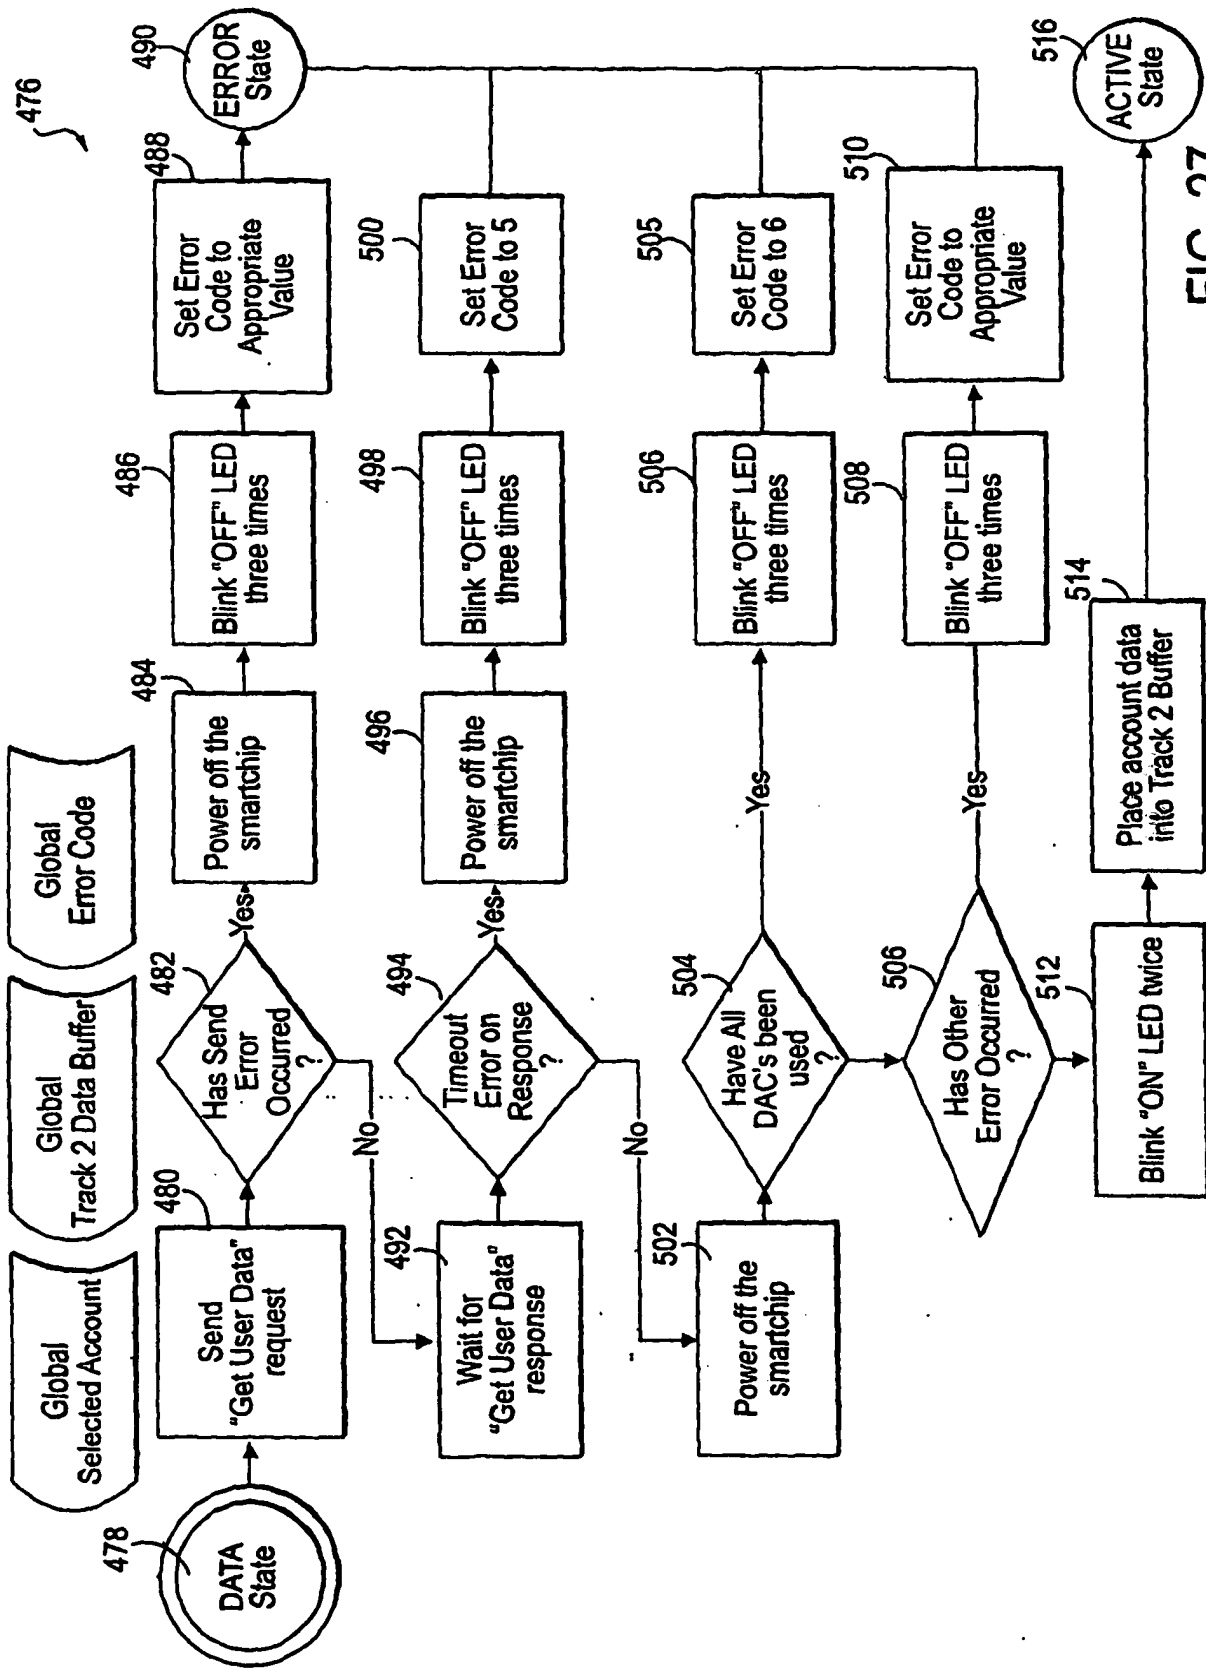 476
Global
Selected Account
Global
Track 2 Data Buffer
Global
Error Code
478
DATA
State
480
Send
"Get User Data"
request
482
Has Send
Error
Occurred
?
Yes
484
Power off the
smartchip
486
Blink "OFF" LED
three times
488
Set Error
Code to
Appropriate
Value
490
ERROR
State
No
492
Wait for
"Get User Data"
response
494
Timeout
Error on
Response
?
Yes
496
Power off the
smartchip
498
Blink "OFF" LED
three times
500
Set Error
Code to 5
No
502
Power off the
smartchip
504
Have All
DAC's been
used
?
Yes
506
Blink "OFF" LED
three times
505
Set Error
Code to 6
506
Has Other
Error Occurred
?
Yes
508
Blink "OFF" LED
three times
510
Set Error
Code to
Appropriate
Value
512
Blink "ON" LED twice
514
Place account data
into Track 2 Buffer
516
ACTIVE
State
FIG. 27